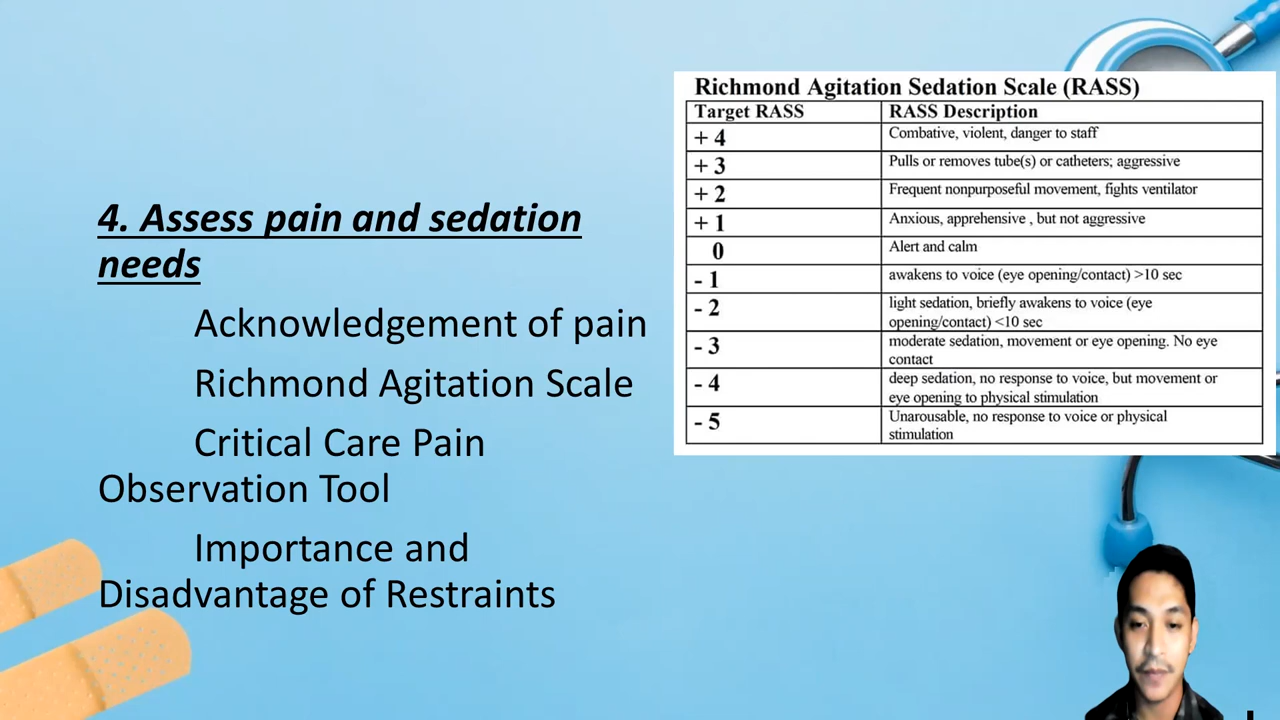 4. Assess pain and sedation
needs
Acknowledgement of pain
Richmond Agitation Scale
Critical Care Pain
Observation Tool
Importance and
Disadvantage of Restraints
Richmond Agitation Sedation Scale (RASS)
Target RASS RASS Description
+ 4 Combative, violent, danger to staff
+ 3 Pulls or removes tube(s) or catheters; aggressive
+ 2 Frequent nonpurposeful movement, fights ventilator
+ 1 Anxious, apprehensive , but not aggressive
0 Alert and calm
- 1 awakens to voice (eye opening/contact) >10 sec
- 2 light sedation, briefly awakens to voice (eye
opening/contact) <10 sec
- 3 moderate sedation, movement or eye opening. No eye
contact
- 4 deep sedation, no response to voice, but movement or
eye opening to physical stimulation
- 5 Unarousable, no response to voice or physical
stimulation